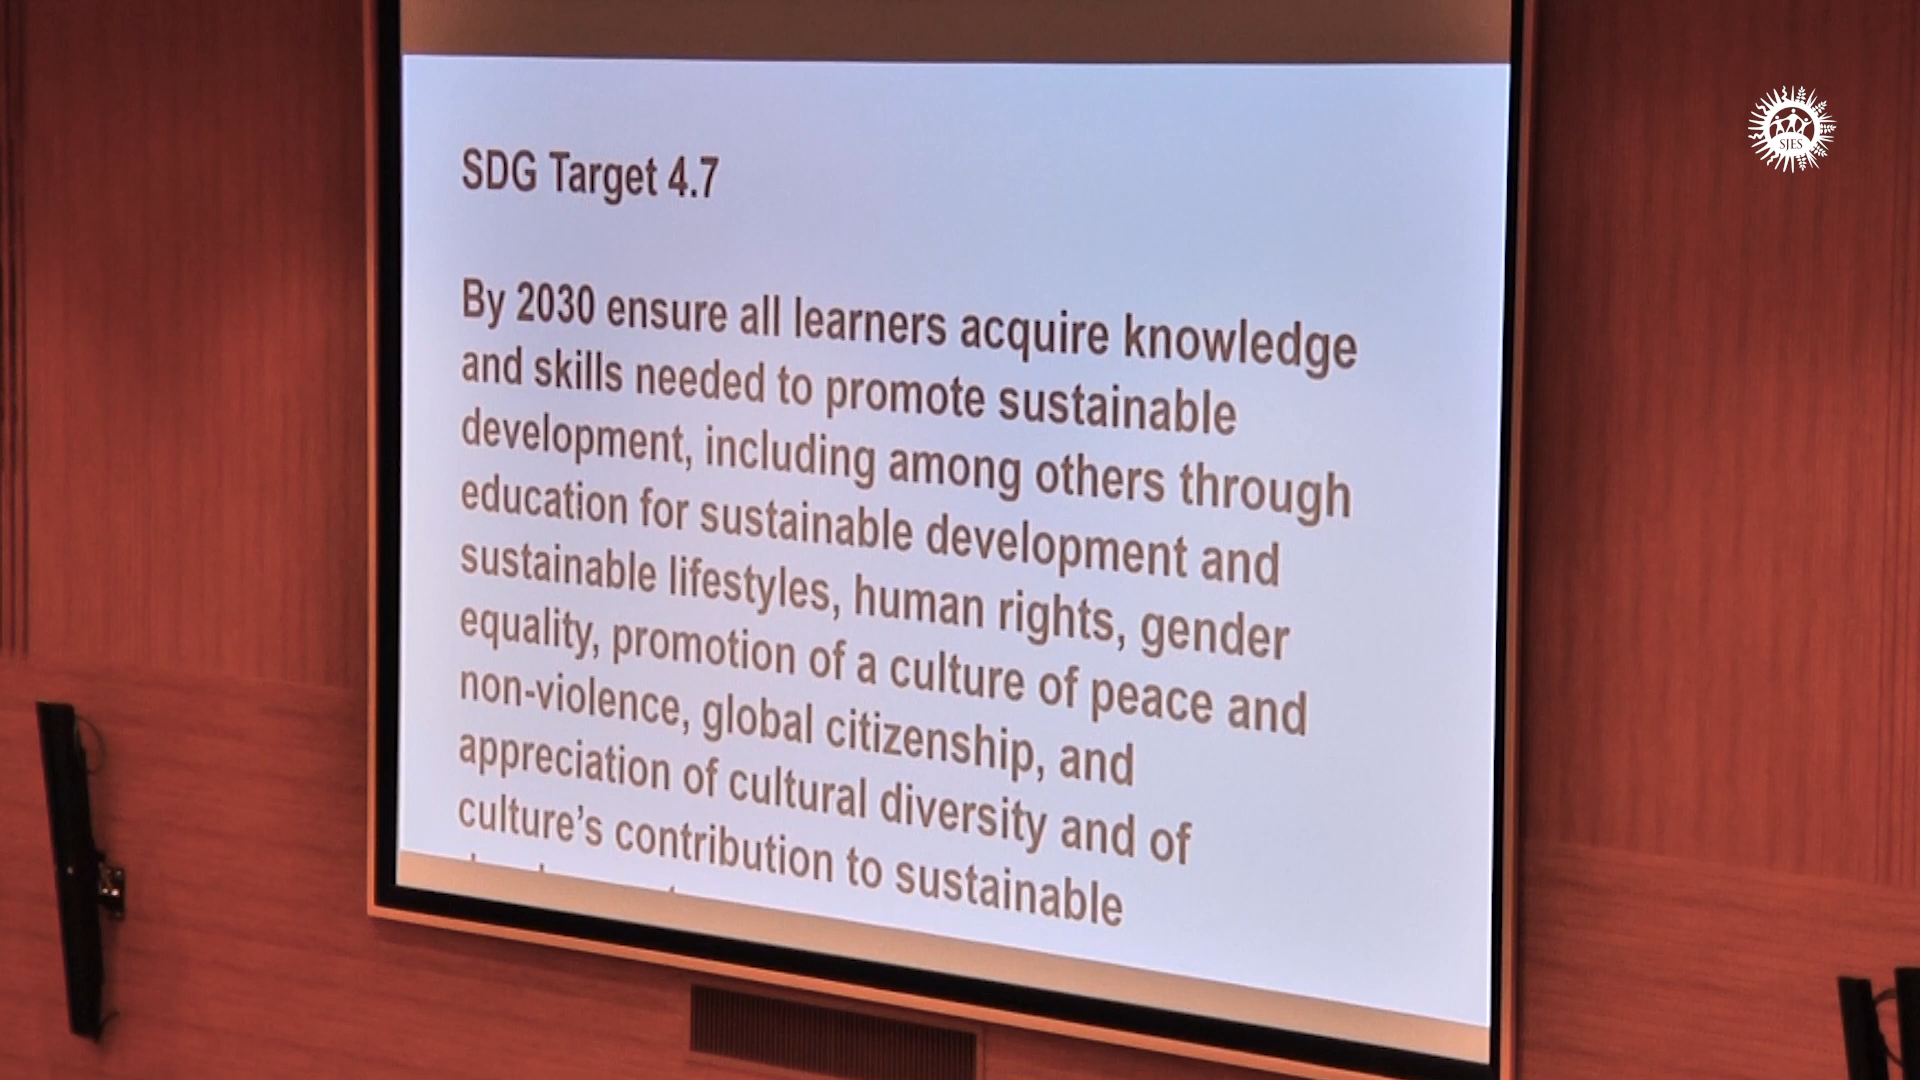 SDG Target 4.7
By 2030 ensure all learners acquire knowledge
and skills needed to promote sustainable
development, including among others through
education for sustainable development and
sustainable lifestyles, human rights, gender
equality, promotion of a culture of peace and
non-violence, global citizenship, and
appreciation of cultural diversity and of
culture’s contribution to sustainable
SJES